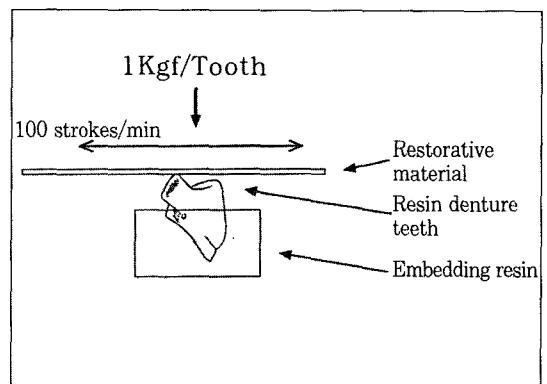 1Kgf/Tooth
100 strokes/min
Restorative
material
Resin denture
teeth
Embedding resin